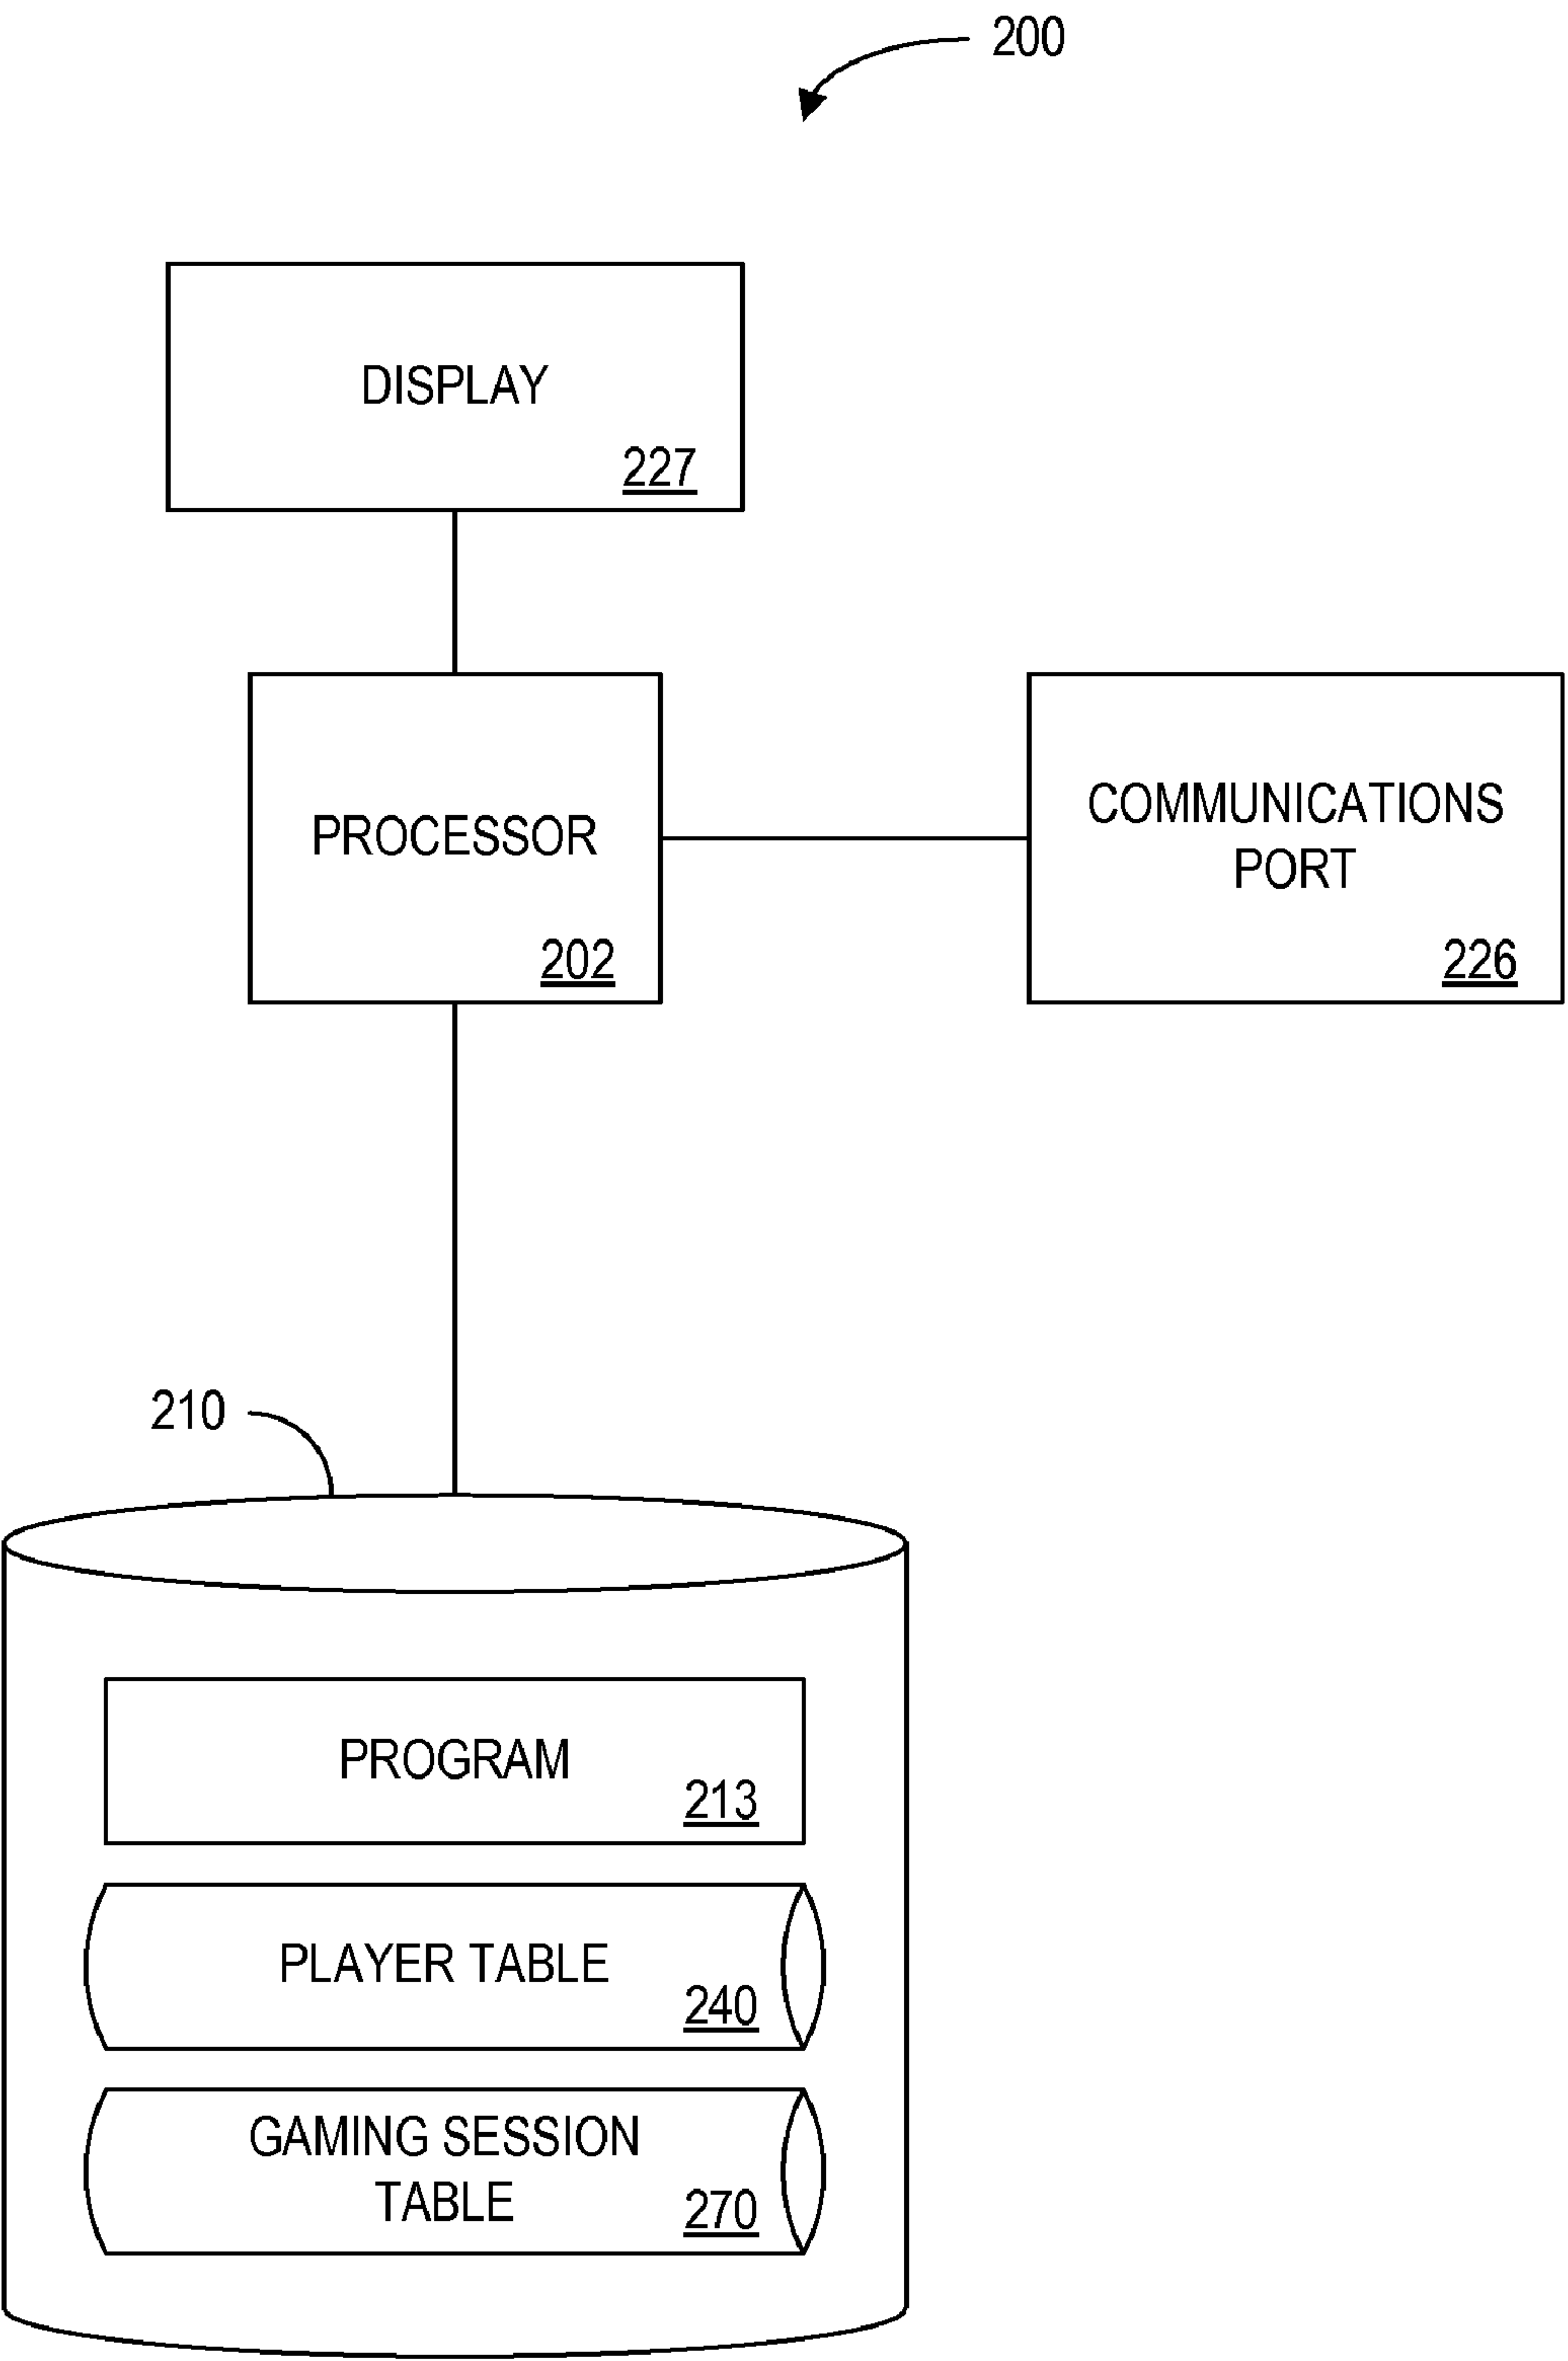 200
DISPLAY
227
PROCESSOR
202
COMMUNICATIONS
PORT
226
210
PROGRAM
213
PLAYER TABLE
240
GAMING SESSION
TABLE
270